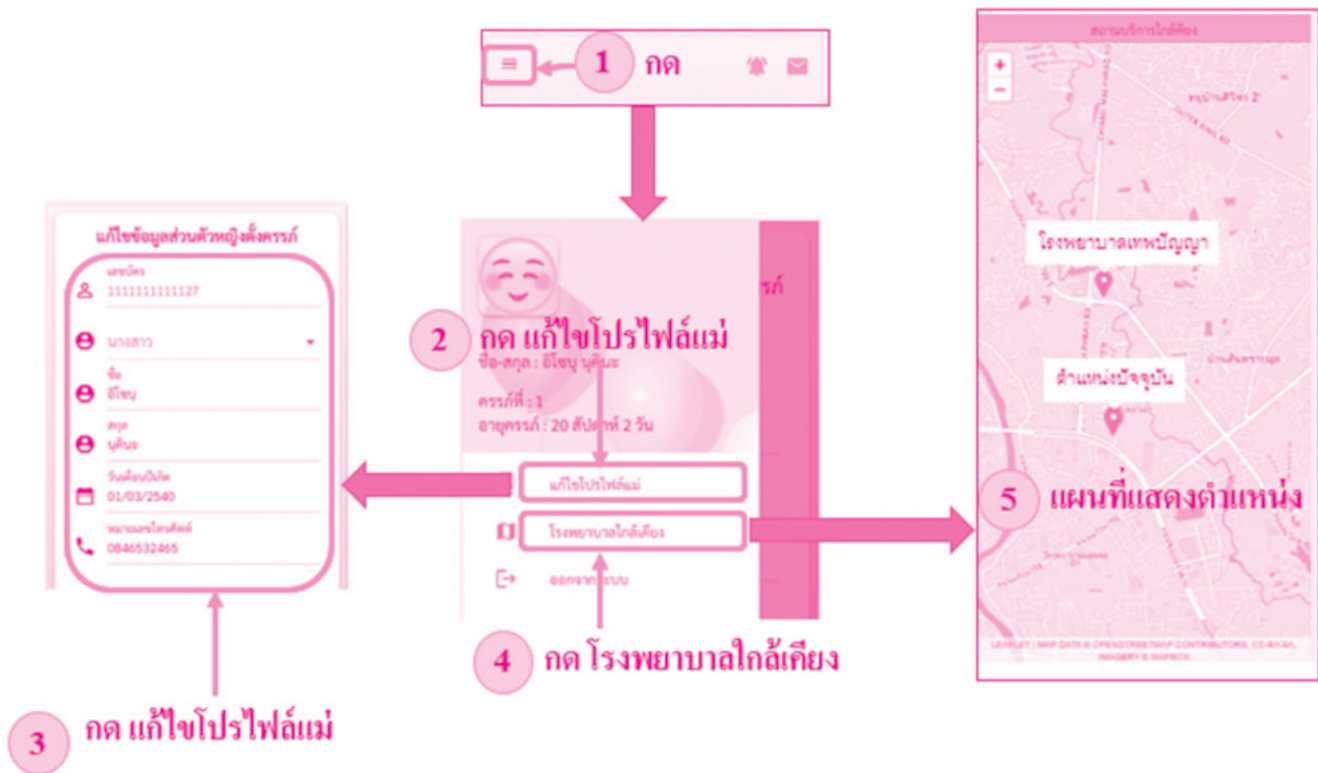 1 กด
แก้ไขข้อมูลส่วนตัวหญิงตั้งครรภ์
เลขบัตร
1111111111127
นางสาว
ชื่อ
อิโซบุ
สกุล
นุคินะ
วันเดือนปีเกิด
01/03/2540
หมายเลขโทรศัพท์
0846532465
3 กด แก้ไขโปรไฟล์แม่
รภ์
2 กด แก้ไขโปรไฟล์แม่
ชื่อ-สกุล : อิโซบุ นุคินะ
ครรภ์ที่ : 1
อายุครรภ์ : 20 สัปดาห์ 2 วัน
แก้ไขโปรไฟล์แม่
โรงพยาบาลใกล้เคียง
ออกจากระบบ
4 กด โรงพยาบาลใกล้เคียง
สถานบริการใกล้เคียง
+
−
OUTER RING RD
โรงพยาบาลเทพปัญญา
ตำแหน่งปัจจุบัน
5 แผนที่แสดงตำแหน่ง
LEAFLET | MAP DATA © OPENSTREETMAP CONTRIBUTORS, CC-BY-SA,
IMAGERY © MAPBOX